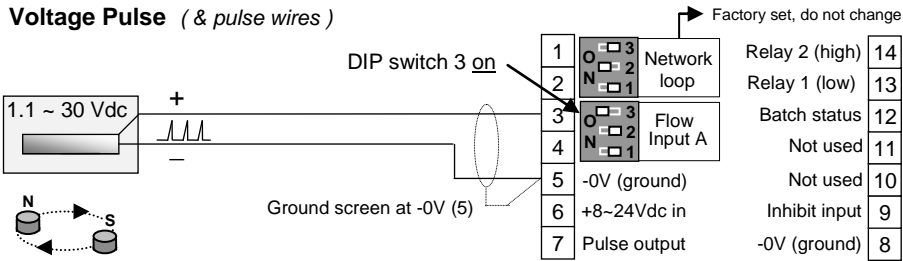 Voltage Pulse ( & pulse wires )
Factory set, do not change
DIP switch 3 on
1.1 ~ 30 Vdc
+
–
N
S
Ground screen at -0V (5)
1
2
3
4
5
6
7
O
N
3
2
1
Network
loop
O
N
3
2
1
Flow
Input A
-0V (ground)
+8~24Vdc in
Pulse output
Relay 2 (high) 14
Relay 1 (low) 13
Batch status 12
Not used 11
Not used 10
Inhibit input 9
-0V (ground) 8